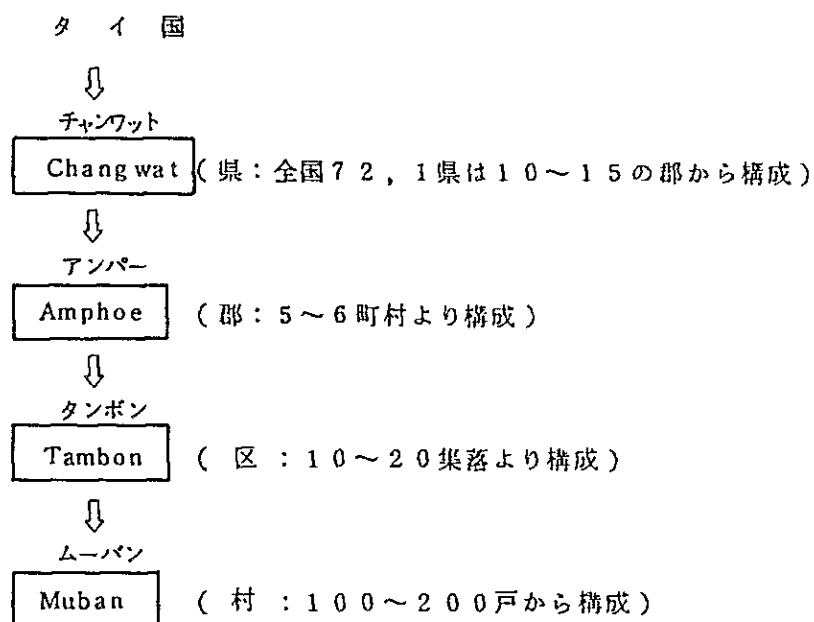 タイ国
⇩
チャンワット
Changwat (県:全国72,1県は10~15の郡から構成)
⇩
アンパー
Amphoe (郡:5~6町村より構成)
⇩
タンボン
Tambon (区:10~20集落より構成)
⇩
ムーバン
Muban (村:100~200戸から構成)